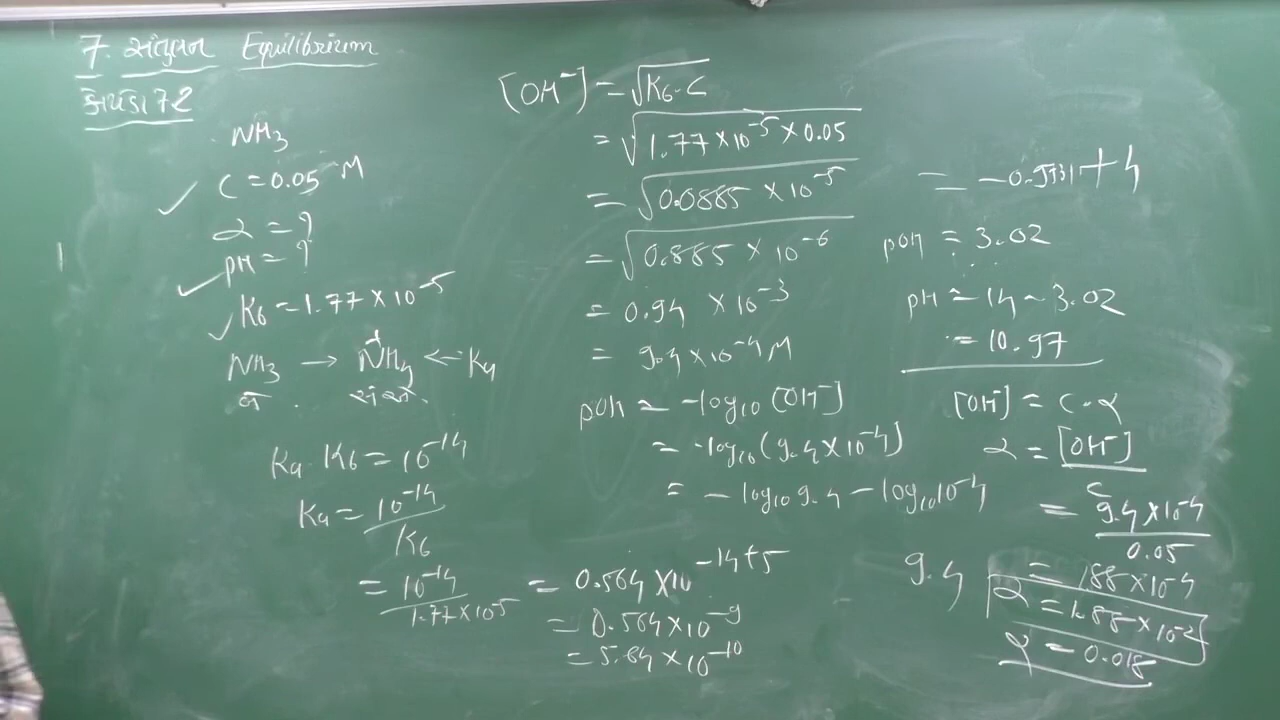 7. સંતુલન Equilibrium
કોયડો 72
NH₃
C = 0.05 M
α = ?
pH = ?
K_b = 1.77 × 10⁻⁵
NH₃ → NH₄⁺ ← Ka
બ.
Ka · Kb = 10⁻¹⁴
Ka = 10⁻¹⁴ / Kb
= 10⁻¹⁴ / 1.77 × 10⁻⁵
= 0.564 × 10⁻¹⁴⁺⁵
= 0.564 × 10⁻⁹
= 5.64 × 10⁻¹⁰
[OH⁻] = √Kb·C
= √1.77 × 10⁻⁵ × 0.05
= √0.0885 × 10⁻⁵
= √0.885 × 10⁻⁶
= 0.94 × 10⁻³
= 9.4 × 10⁻⁴ M
pOH = -log₁₀ [OH⁻]
= -log₁₀ (9.4 × 10⁻⁴)
= - log₁₀ 9.4 - log₁₀ 10⁻⁴
= -0.9731 + 4
pOH = 3.02
pH = 14 - 3.02
= 10.97
[OH⁻] = C·α
α = [OH⁻] / C
= 9.4 × 10⁻⁴ / 0.05
= 188 × 10⁻⁴
9.4
α = 1.88 × 10⁻²
α = 0.018